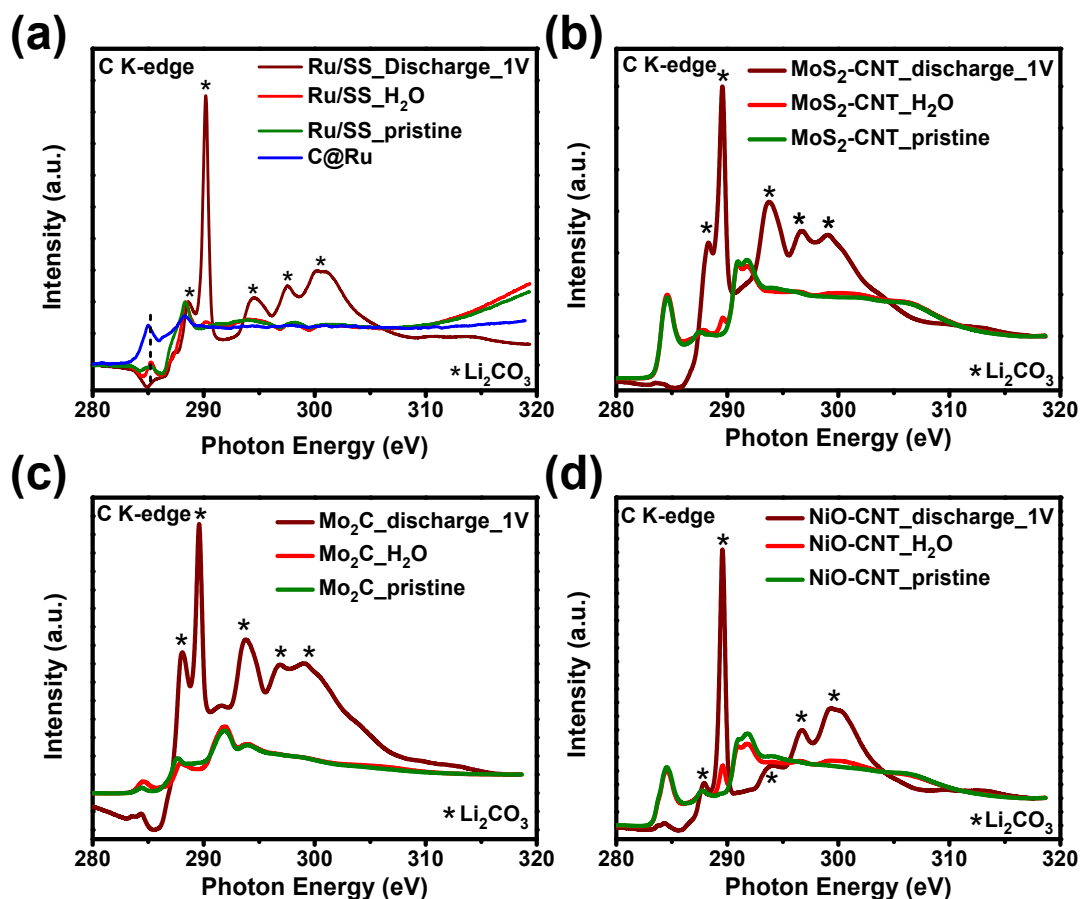 (a)
C K-edge
Ru/SS_Discharge_1V
Ru/SS_H₂O
Ru/SS_pristine
C@Ru
* * * * *
*Li₂CO₃
Intensity (a.u.)
280 290 300 310 320
Photon Energy (eV)
(b)
C K-edge
MoS₂-CNT_discharge_1V
MoS₂-CNT_H₂O
MoS₂-CNT_pristine
* * * * *
*Li₂CO₃
Intensity (a.u.)
280 290 300 310 320
Photon Energy (eV)
(c)
C K-edge
Mo₂C_discharge_1V
Mo₂C_H₂O
Mo₂C_pristine
* * * * *
*Li₂CO₃
Intensity (a.u.)
280 290 300 310 320
Photon Energy (eV)
(d)
C K-edge
NiO-CNT_discharge_1V
NiO-CNT_H₂O
NiO-CNT_pristine
* * * * *
*Li₂CO₃
Intensity (a.u.)
280 290 300 310 320
Photon Energy (eV)